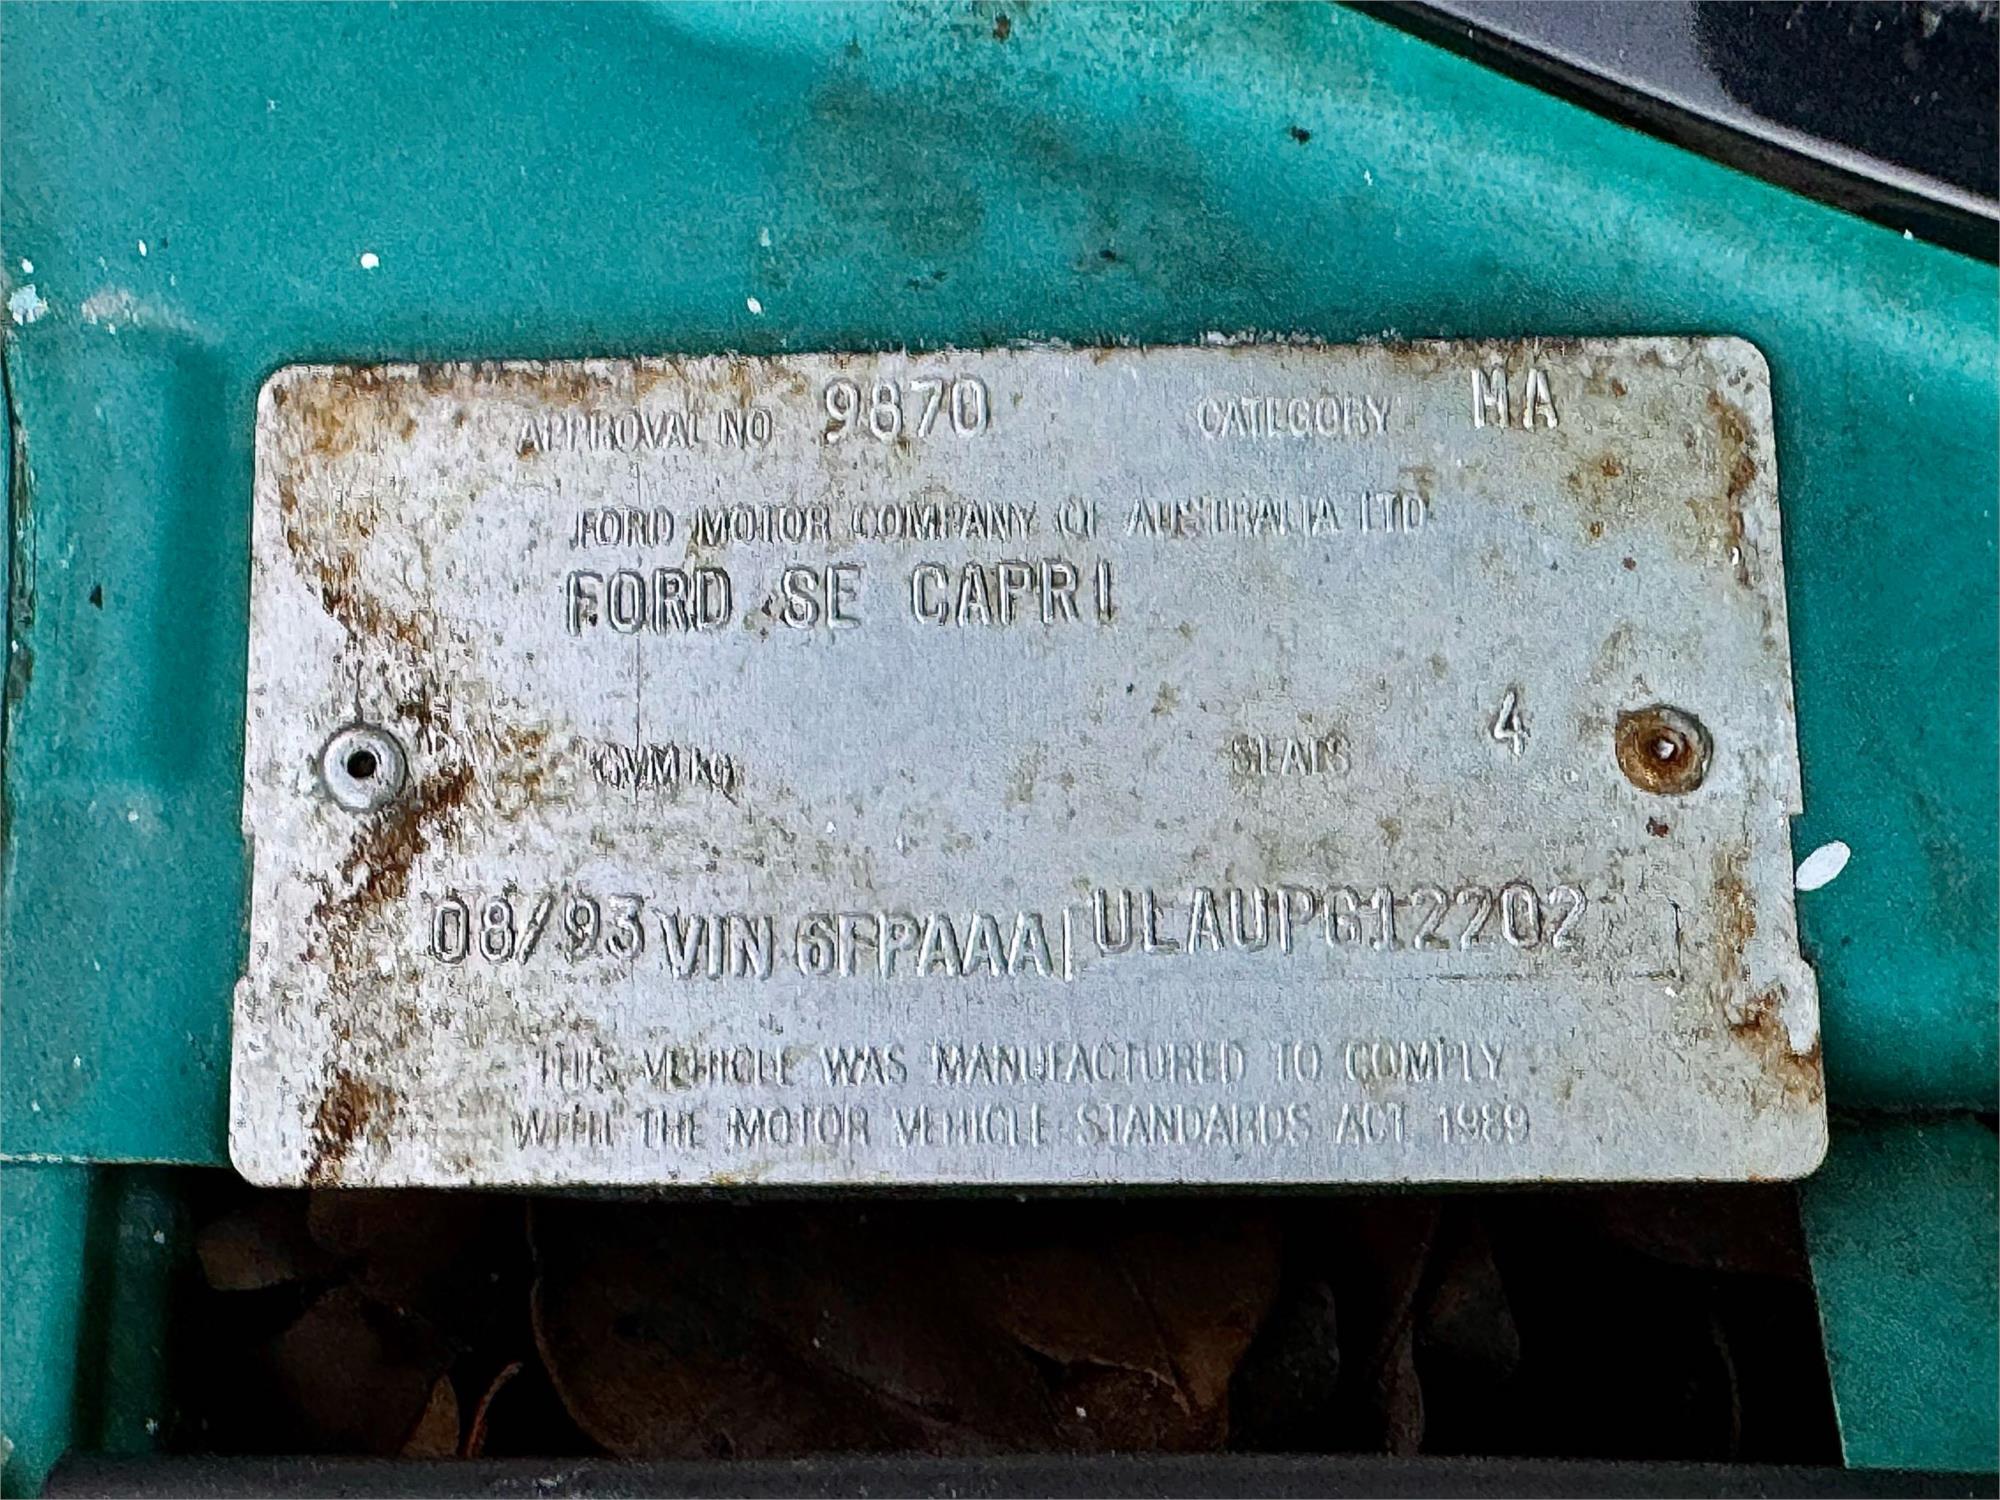 APPROVAL NO 9870 CATEGORY MA
FORD MOTOR COMPANY OF AUSTRALIA LTD
FORD SE CAPRI
GVM KG SEATS 4
08/93 VIN 6FPAAA ULAUPG12202
THIS VEHICLE WAS MANUFACTURED TO COMPLY
WITH THE MOTOR VEHICLE STANDARDS ACT 1989